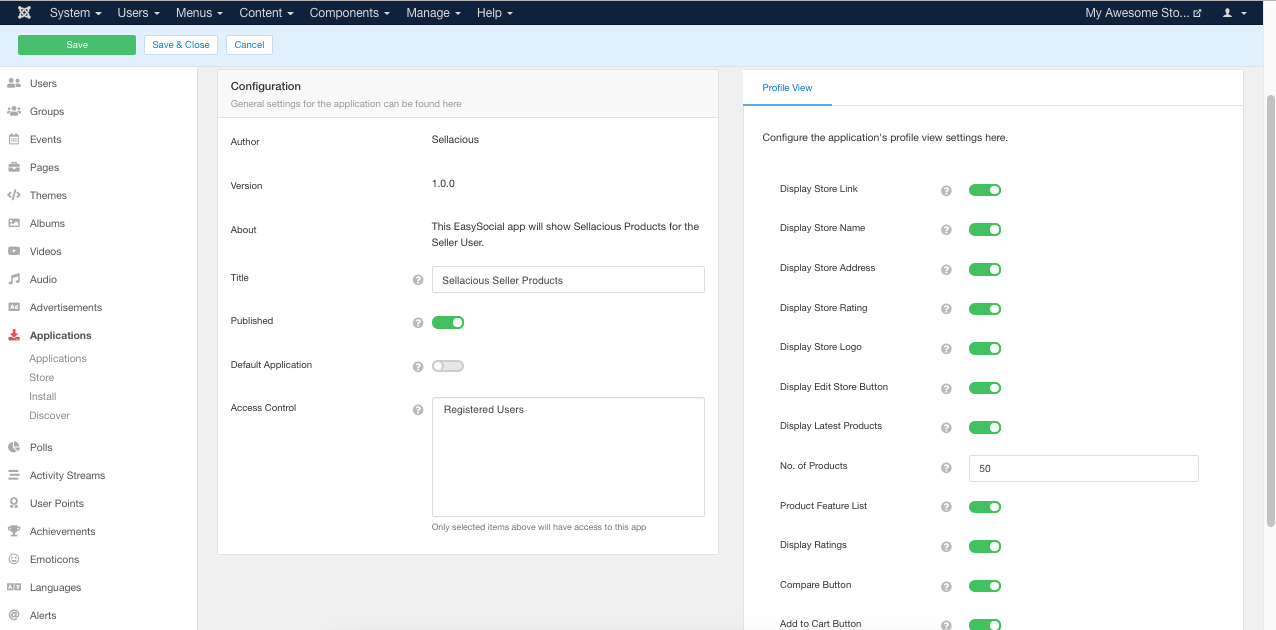 System Users Menus Content Components Manage Help My Awesome Sto...
Save Save & Close Cancel
Users
Groups
Events
Pages
Themes
Albums
Videos
Audio
Ad Advertisements
Applications
Applications
Store
Install
Discover
Polls
Activity Streams
User Points
Achievements
Emoticons
Languages
@ Alerts
Configuration
General settings for the application can be found here
Author Sellacious
Version 1.0.0
About This EasySocial app will show Sellacious Products for the
Seller User.
Title ? Sellacious Seller Products
Published ?
Default Application ?
Access Control ? Registered Users
Only selected items above will have access to this app
Profile View
Configure the application's profile view settings here.
Display Store Link ?
Display Store Name ?
Display Store Address ?
Display Store Rating ?
Display Store Logo ?
Display Edit Store Button ?
Display Latest Products ?
No. of Products ? 50
Product Feature List ?
Display Ratings ?
Compare Button ?
Add to Cart Button ?